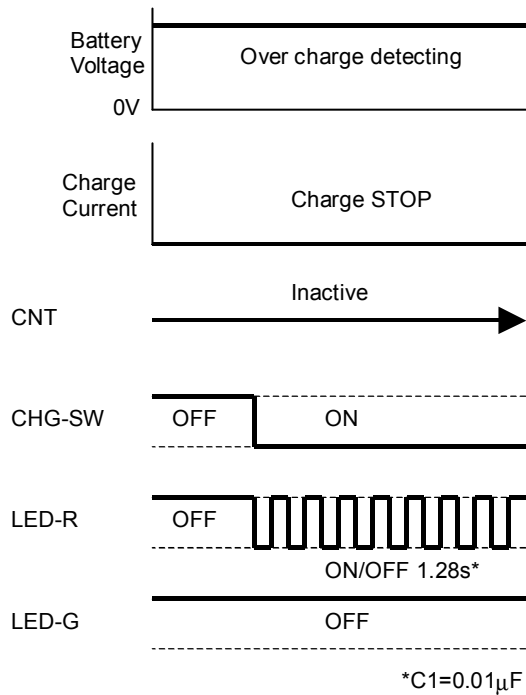 Battery
Voltage
Over charge detecting
0V
Charge
Current
Charge STOP
Inactive
CNT
CHG-SW
OFF
ON
LED-R
OFF
ON/OFF 1.28s*
LED-G
OFF
*C1=0.01μF